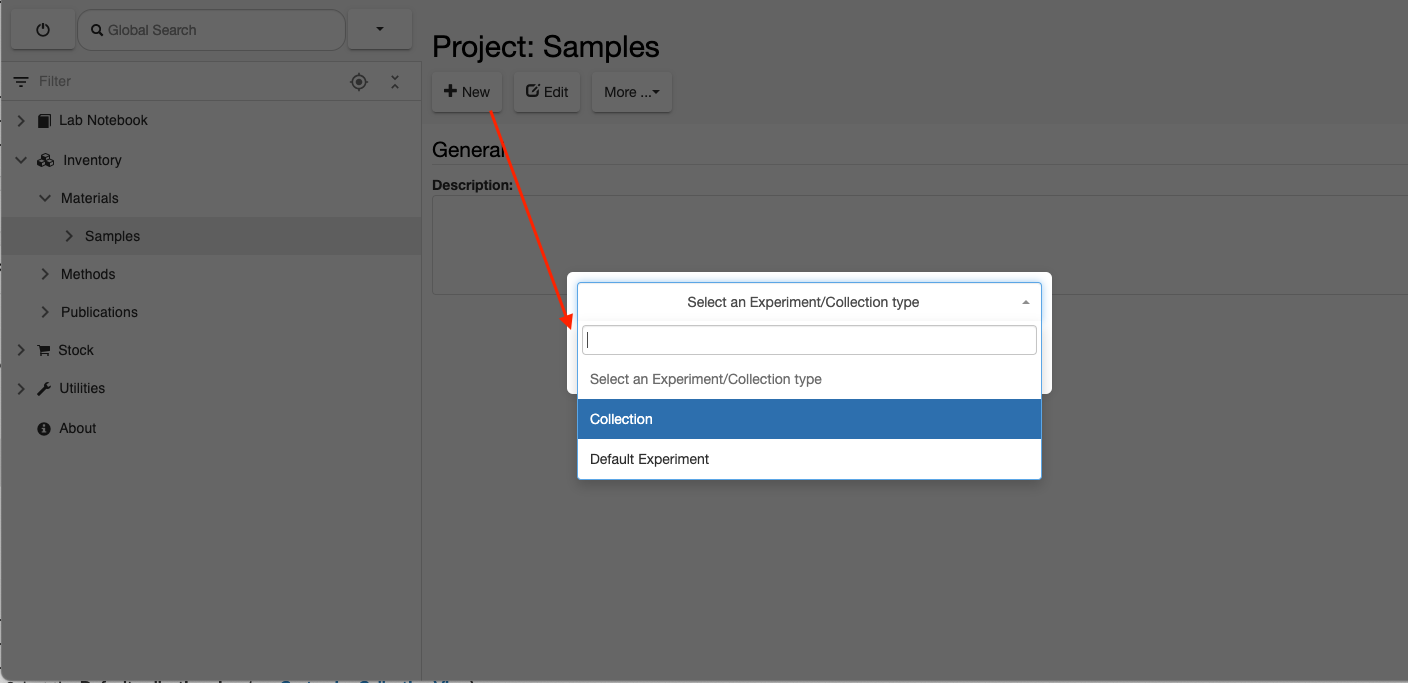 Global Search
Project: Samples
Filter
New
Edit
More ...
Lab Notebook
General
Inventory
Description:
Materials
Samples
Methods
Select an Experiment/Collection type
Publications
Stock
Select an Experiment/Collection type
Utilities
Collection
About
Default Experiment